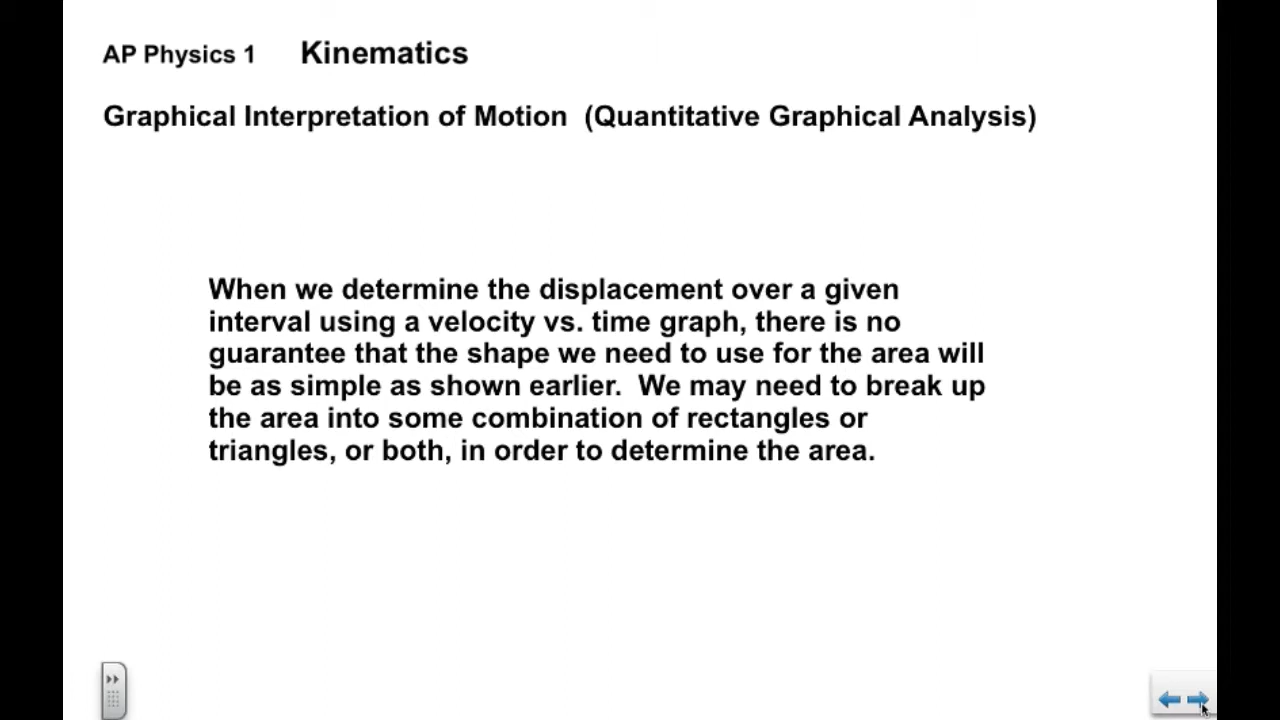 AP Physics 1 Kinematics
Graphical Interpretation of Motion (Quantitative Graphical Analysis)
When we determine the displacement over a given
interval using a velocity vs. time graph, there is no
guarantee that the shape we need to use for the area will
be as simple as shown earlier. We may need to break up
the area into some combination of rectangles or
triangles, or both, in order to determine the area.